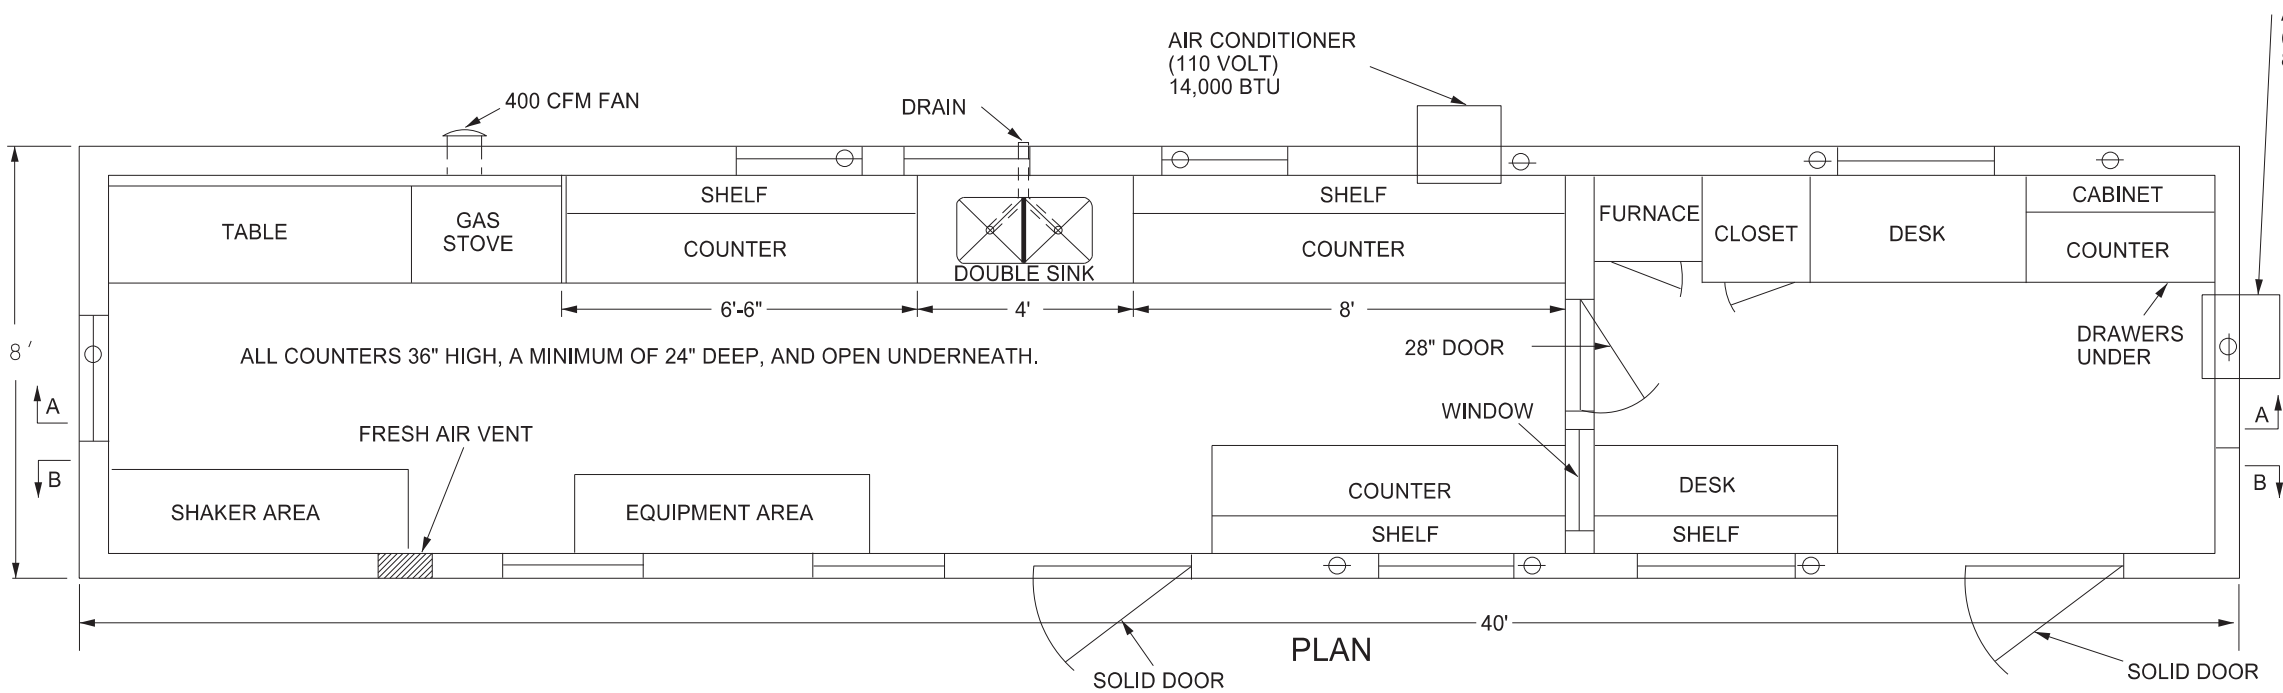 AIR CONDITIONER
(110 VOLT)
14,000 BTU
400 CFM FAN
DRAIN
SHELF
SHELF
CABINET
TABLE
GAS
STOVE
COUNTER
COUNTER
FURNACE
CLOSET
DESK
COUNTER
DOUBLE SINK
6'-6"
4'
8'
8'
28" DOOR
DRAWERS
UNDER
ALL COUNTERS 36" HIGH, A MINIMUM OF 24" DEEP, AND OPEN UNDERNEATH.
A
WINDOW
A
FRESH AIR VENT
B
B
SHAKER AREA
EQUIPMENT AREA
COUNTER
DESK
SHELF
SHELF
40'
PLAN
SOLID DOOR
SOLID DOOR